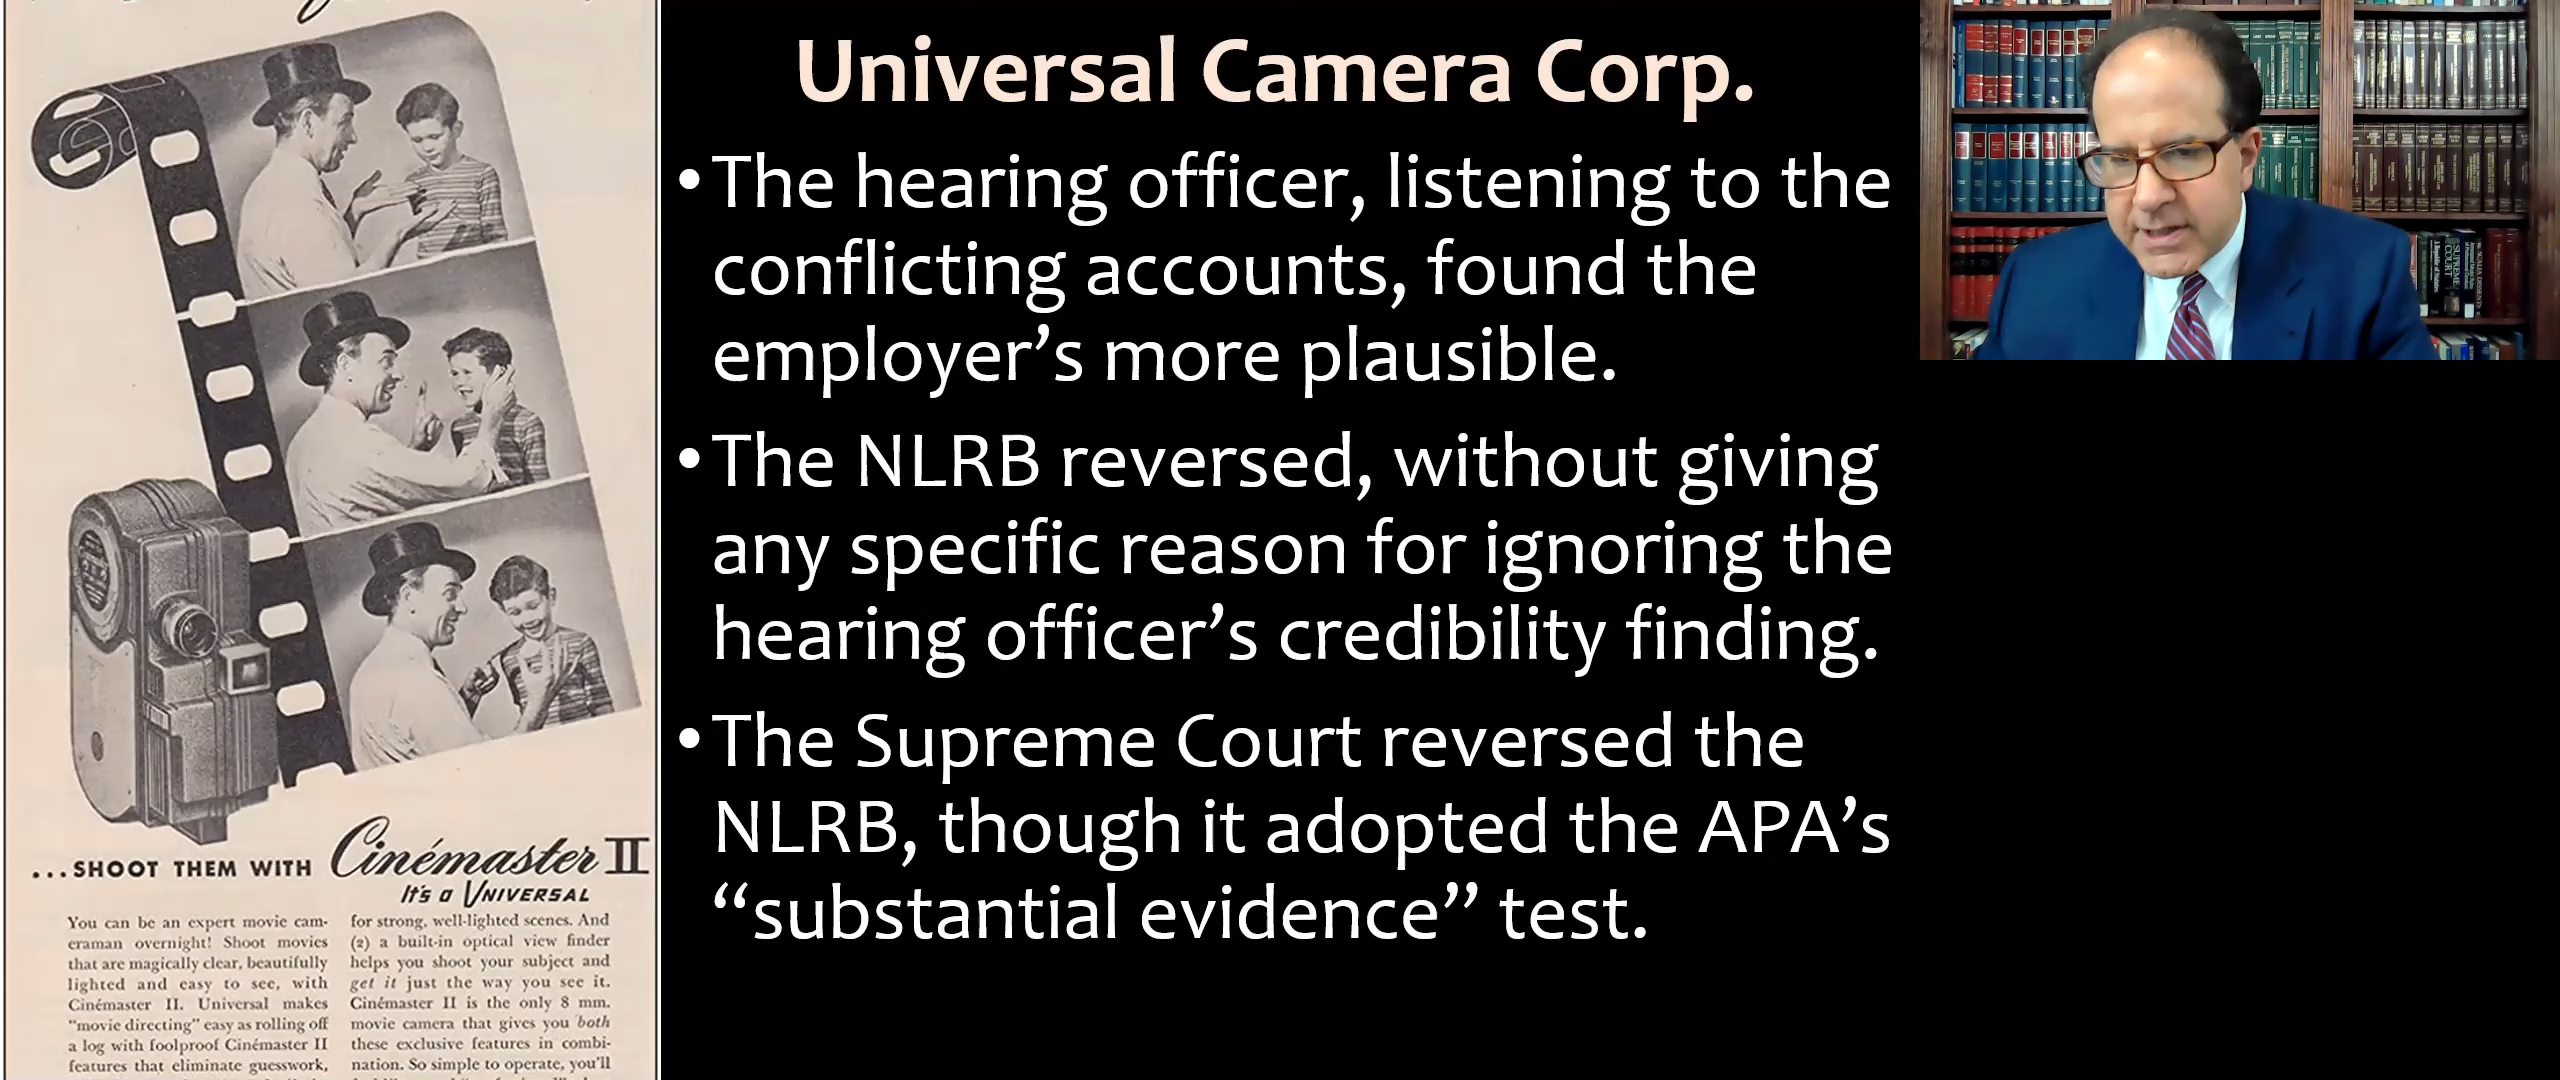 Universal Camera Corp.
•The hearing officer, listening to the
conflicting accounts, found the
employer’s more plausible.
•The NLRB reversed, without giving
any specific reason for ignoring the
hearing officer’s credibility finding.
•The Supreme Court reversed the
NLRB, though it adopted the APA’s
“substantial evidence” test.
...SHOOT THEM WITH Cinémaster II
It's a UNIVERSAL
You can be an expert movie cam-
eraman overnight! Shoot movies
that are magically clear, beautifully
lighted and easy to see, with
Cinémaster II. Universal makes
"movie directing" easy as rolling off
a log with foolproof Cinémaster II
features that eliminate guesswork,
for strong, well-lighted scenes. And
(2) a built-in optical view finder
helps you shoot your subject and
get it just the way you see it.
Cinémaster II is the only 8 mm.
movie camera that gives you both
these exclusive features in combi-
nation. So simple to operate, you'll
SUPREME
COURT